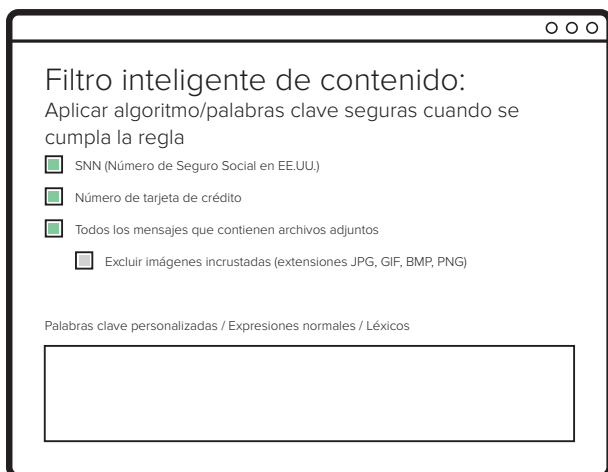 Filtro inteligente de contenido:
Aplicar algoritmo/palabras clave seguras cuando se
cumpla la regla
SNN (Número de Seguro Social en EE.UU.)
Número de tarjeta de crédito
Todos los mensajes que contienen archivos adjuntos
Excluir imágenes incrustadas (extensiones JPG, GIF, BMP, PNG)
Palabras clave personalizadas / Expresiones normales / Léxicos